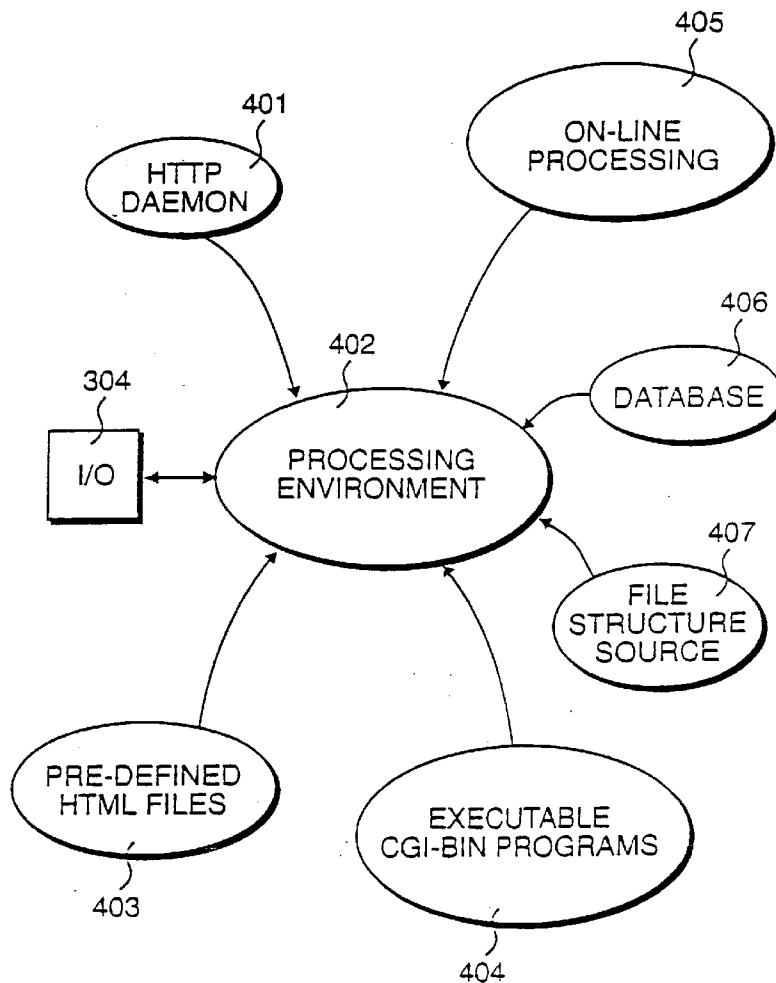 405
ON-LINE
PROCESSING
401
HTTP
DAEMON
406
DATABASE
402
PROCESSING
ENVIRONMENT
304
I/O
407
FILE
STRUCTURE
SOURCE
PRE-DEFINED
HTML FILES
403
EXECUTABLE
CGI-BIN PROGRAMS
404